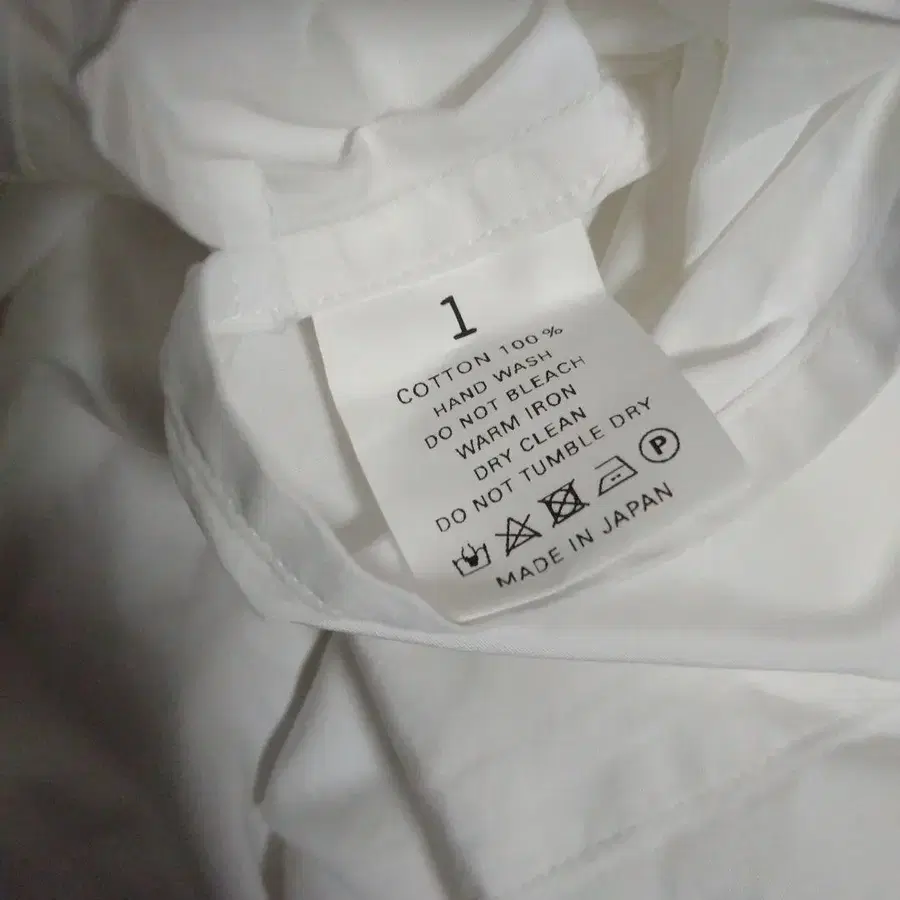 1
COTTON 100%
HAND WASH
DO NOT BLEACH
WARM IRON
DRY CLEAN
DO NOT TUMBLE DRY
P
MADE IN JAPAN